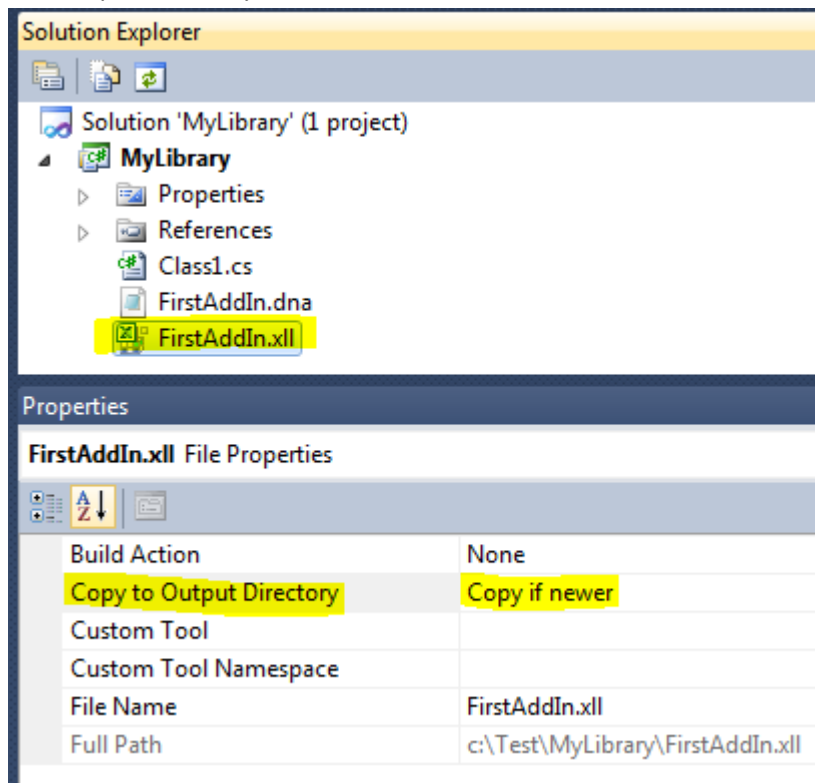 Solution Explorer
Solution 'MyLibrary' (1 project)
MyLibrary
Properties
References
Class1.cs
FirstAddIn.dna
FirstAddIn.xll
Properties
FirstAddIn.xll File Properties
Build Action None
Copy to Output Directory Copy if newer
Custom Tool
Custom Tool Namespace
File Name FirstAddIn.xll
Full Path c:\Test\MyLibrary\FirstAddIn.xll